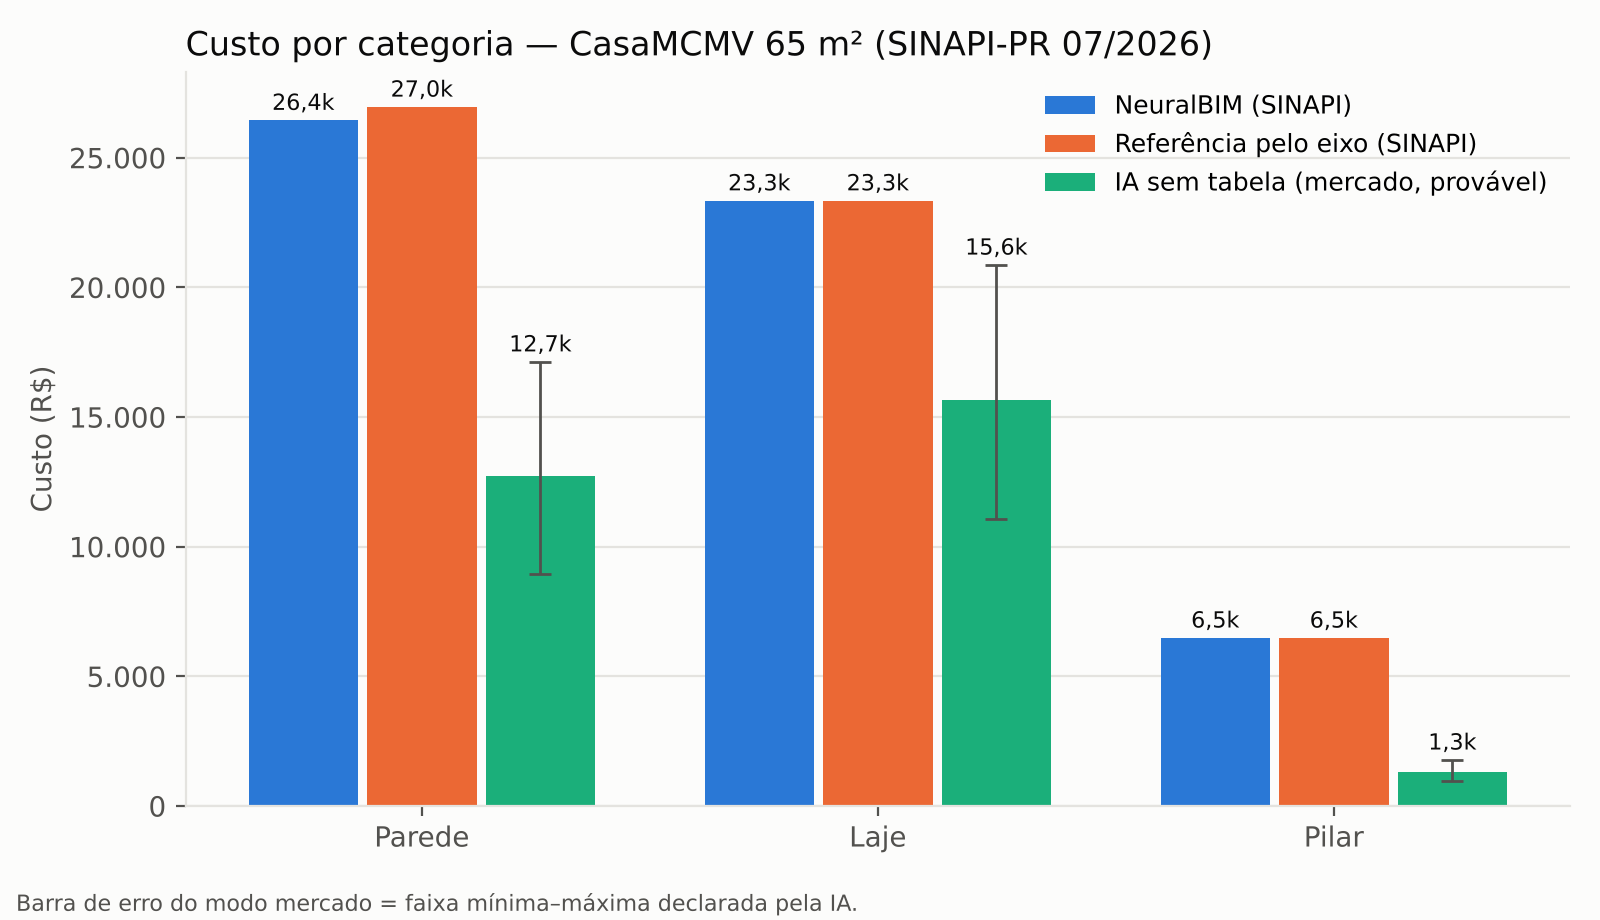 Custo por categoria — CasaMCMV 65 m² (SINAPI-PR 07/2026)
NeuralBIM (SINAPI)
Referência pelo eixo (SINAPI)
IA sem tabela (mercado, provável)
Custo (R$)
25.000
20.000
15.000
10.000
5.000
0
26,4k
27,0k
12,7k
23,3k
23,3k
15,6k
6,5k
6,5k
1,3k
Parede
Laje
Pilar
Barra de erro do modo mercado = faixa mínima–máxima declarada pela IA.